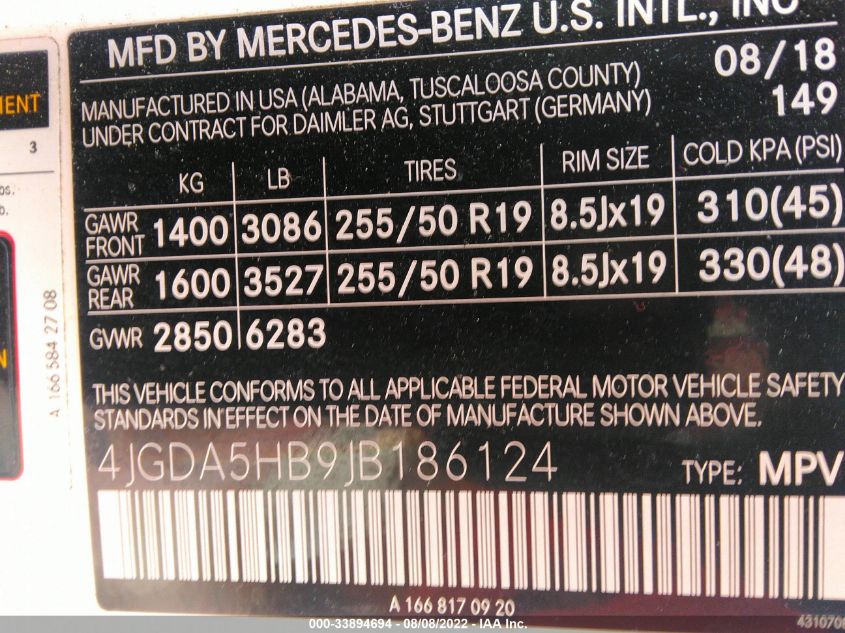 MFD BY MERCEDES-BENZ U.S. INTL., INC
08/18
MANUFACTURED IN USA (ALABAMA, TUSCALOOSA COUNTY)
149
UNDER CONTRACT FOR DAIMLER AG, STUTTGART (GERMANY)
KG LB TIRES RIM SIZE COLD KPA (PSI)
GAWR FRONT 1400 3086 255/50 R19 8.5Jx19 310(45)
GAWR REAR 1600 3527 255/50 R19 8.5Jx19 330(48)
GVWR 2850 6283
THIS VEHICLE CONFORMS TO ALL APPLICABLE FEDERAL MOTOR VEHICLE SAFETY
STANDARDS IN EFFECT ON THE DATE OF MANUFACTURE SHOWN ABOVE.
4JGDA5HB9JB186124 TYPE: MPV
A 166 817 09 20
A 166 584 27 08
3
000-33894694 - 08/08/2022 - IAA Inc.